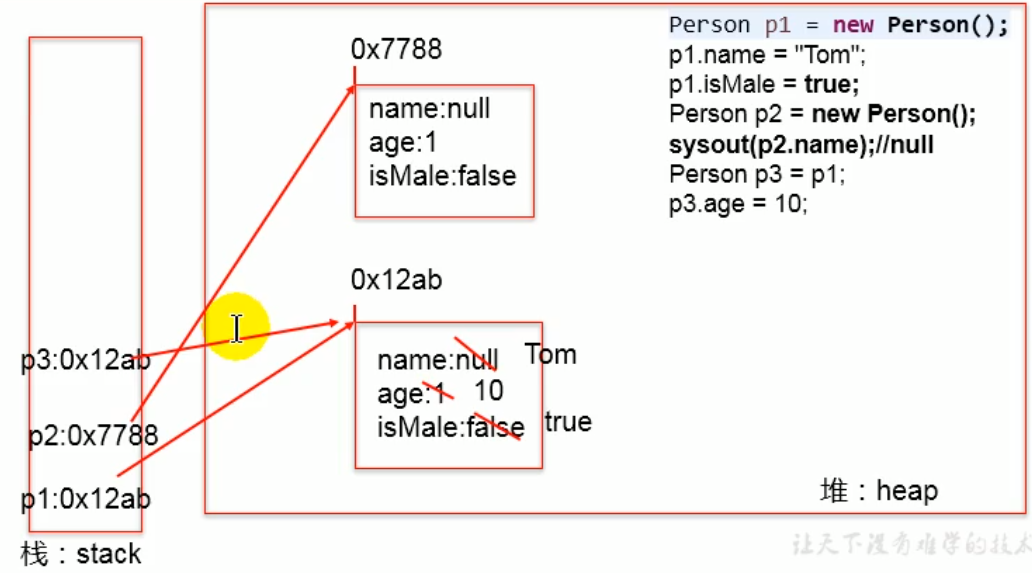 Person p1 = new Person();
p1.name = "Tom";
p1.isMale = true;
Person p2 = new Person();
sysout(p2.name);//null
Person p3 = p1;
p3.age = 10;
0x7788
name:null
age:1
isMale:false
0x12ab
name:null Tom
age:1 10
isMale:false true
p3:0x12ab
p2:0x7788
p1:0x12ab
栈：stack
堆：heap
让天下没有难学的技术